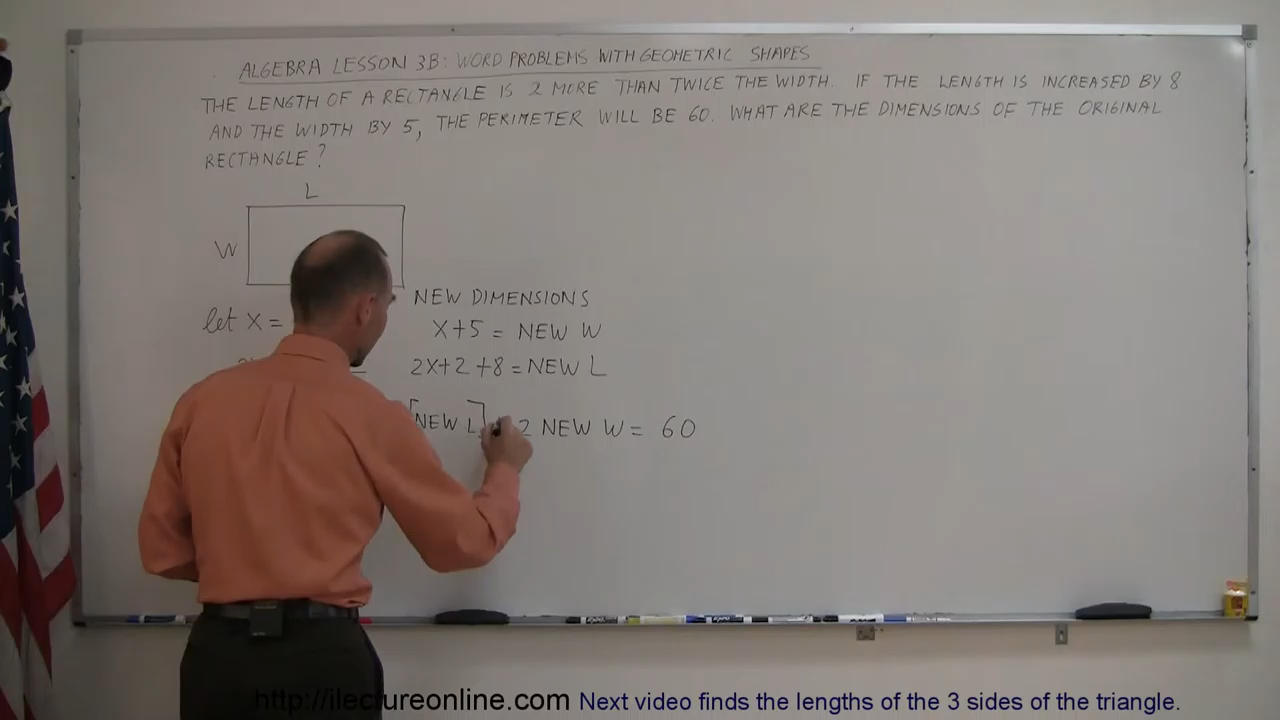 ALGEBRA LESSON 3B: WORD PROBLEMS WITH GEOMETRIC SHAPES
THE LENGTH OF A RECTANGLE IS 2 MORE THAN TWICE THE WIDTH. IF THE LENGTH IS INCREASED BY 8
AND THE WIDTH BY 5, THE PERIMETER WILL BE 60. WHAT ARE THE DIMENSIONS OF THE ORIGINAL
RECTANGLE?
L
W
NEW DIMENSIONS
let X =
X+5 = NEW W
2X+2 +8 = NEW L
[NEW L] 2 NEW W = 60
http://ilectureonline.com Next video finds the lengths of the 3 sides of the triangle.